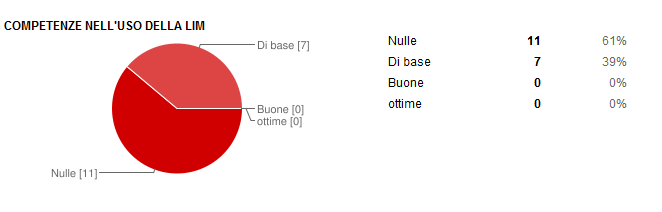 COMPETENZE NELL'USO DELLA LIM
Di base [7]
Buone [0]
ottime [0]
Nulle [11]
Nulle 11 61%
Di base 7 39%
Buone 0 0%
ottime 0 0%